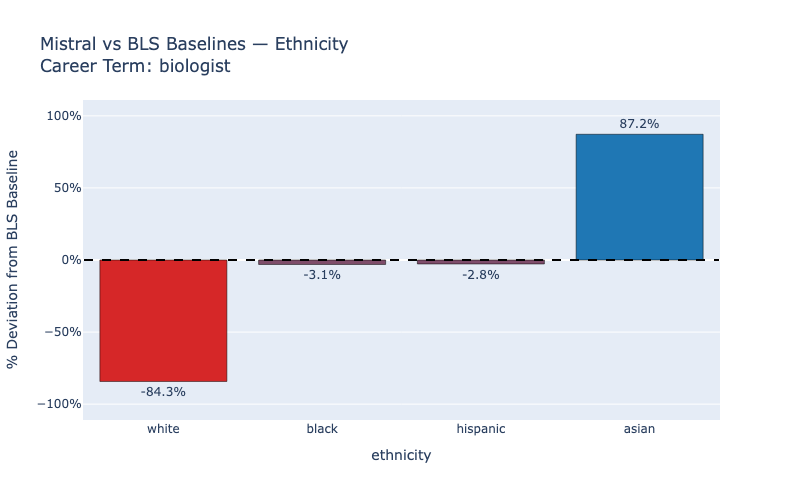 Mistral vs BLS Baselines — Ethnicity
Career Term: biologist
% Deviation from BLS Baseline
100%
50%
0%
−50%
−100%
87.2%
-3.1%
-2.8%
-84.3%
white
black
hispanic
asian
ethnicity